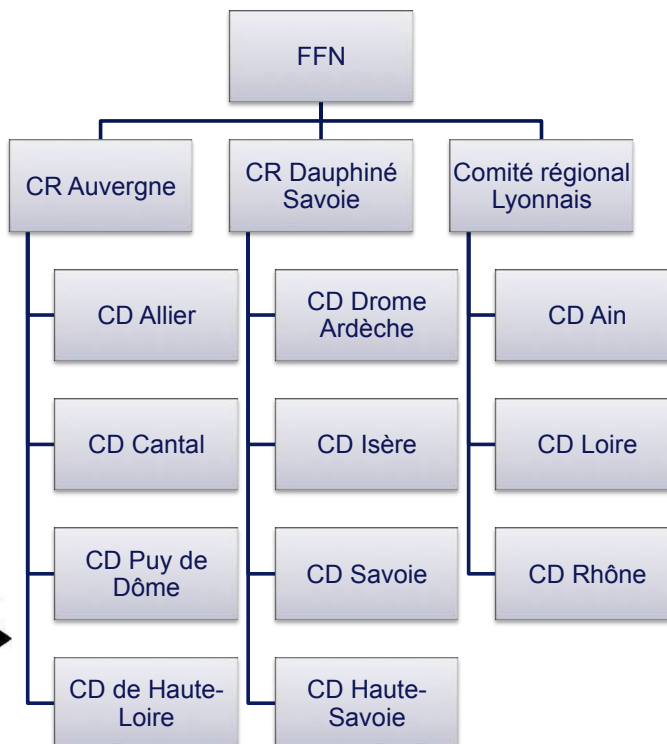 FFN
CR Auvergne
CR Dauphiné
Savoie
Comité régional
Lyonnais
CD Allier
CD Drome
Ardèche
CD Ain
CD Cantal
CD Isère
CD Loire
CD Puy de
Dôme
CD Savoie
CD Rhône
CD de Haute-
Loire
CD Haute-
Savoie